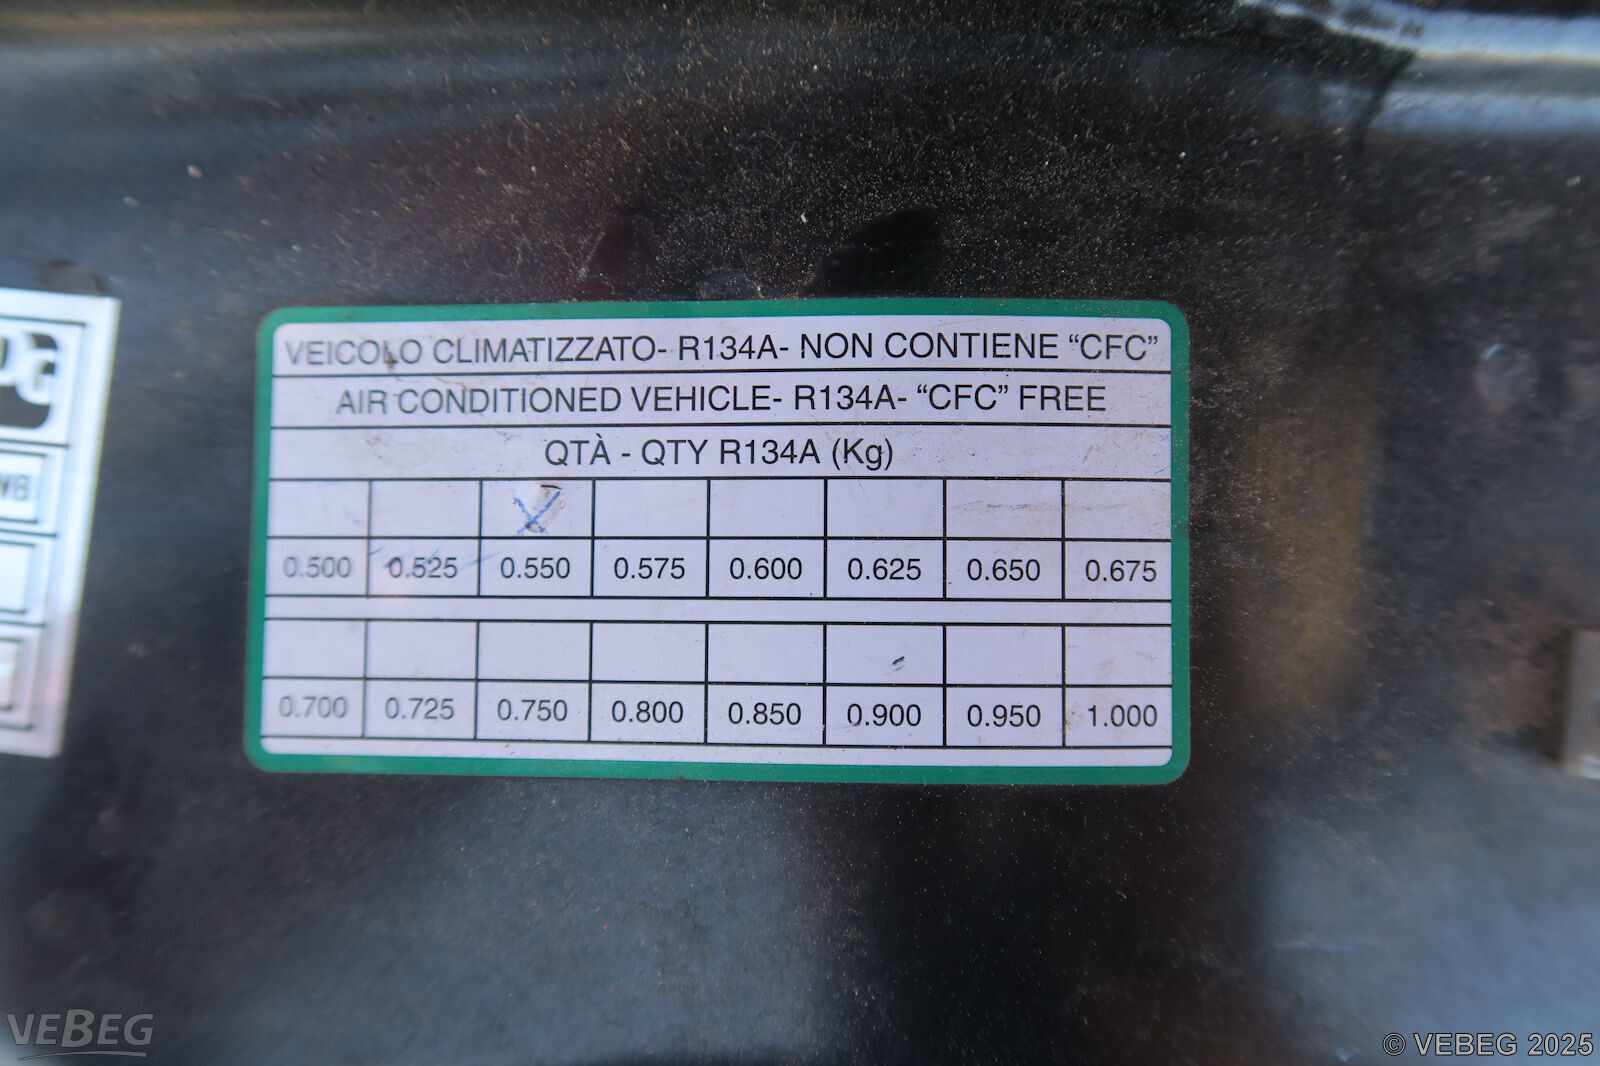 VEICOLO CLIMATIZZATO- R134A- NON CONTIENE “CFC”
AIR CONDITIONED VEHICLE- R134A- “CFC” FREE
QTÀ - QTY R134A (Kg)
X
0.500 0.525 0.550 0.575 0.600 0.625 0.650 0.675
0.700 0.725 0.750 0.800 0.850 0.900 0.950 1.000
VEBEG
© VEBEG 2025